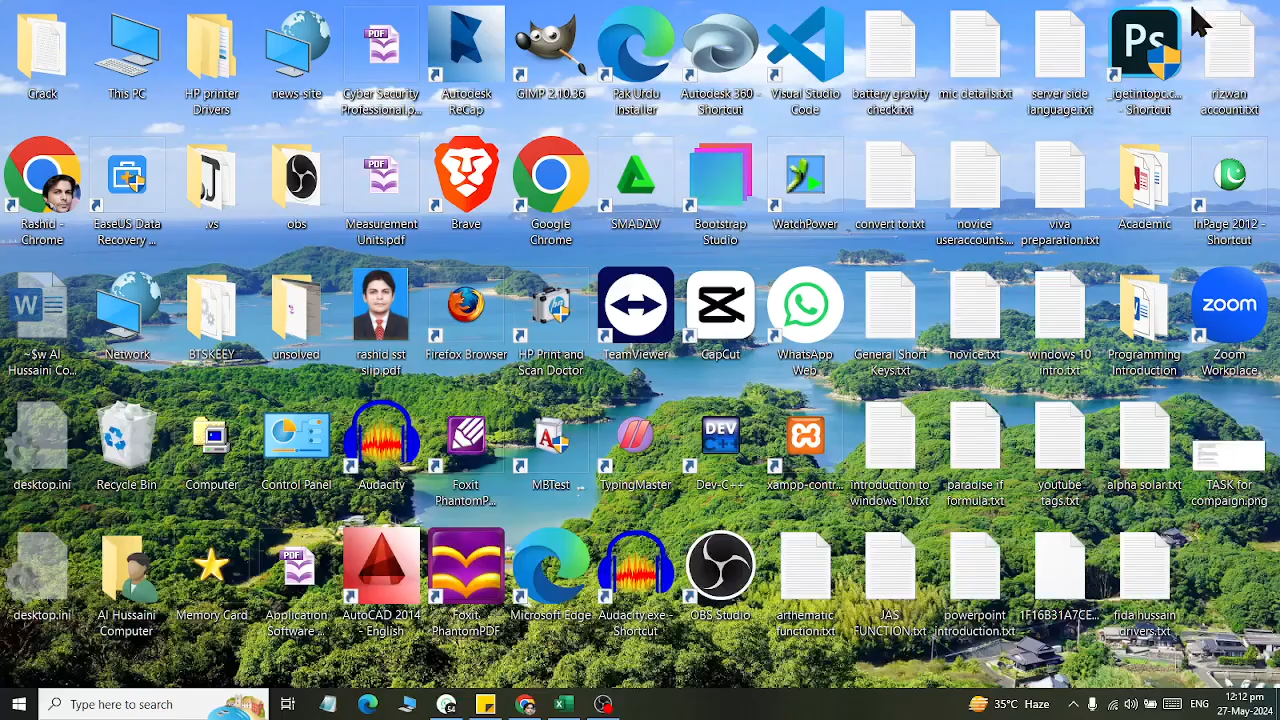 Crack
This PC
HP printer
Drivers
news site
Cyber Security
Professional.p...
Autodesk
ReCap
GIMP 2.10.36
Pak Urdu
Installer
Autodesk 360 -
Shortcut
Visual Studio
Code
battery gravity
check.txt
mic details.txt
server side
language.txt
Ps
_igetintopc.c...
- Shortcut
rizwan
account.txt
Rashid -
Chrome
EaseUS Data
Recovery ...
.vs
obs
Measurement
Units.pdf
Brave
Google
Chrome
SMADΔV
Bootstrap
Studio
WatchPower
convert to.txt
novice
useraccounts....
viva
preparation.txt
Academic
InPage 2012 -
Shortcut
~$w Al
Hussaini Co...
Network
BTSKEEY
unsolved
rashid sst
slip.pdf
Firefox Browser
HP Print and
Scan Doctor
TeamViewer
CapCut
WhatsApp
Web
General Short
Keys.txt
novice.txt
windows 10
intro.txt
Programming
Introduction
zoom
Zoom
Workplace
desktop.ini
Recycle Bin
Computer
Control Panel
Audacity
Foxit
PhantomP...
MBTest
TypingMaster
DEV
C++
Dev-C++
xampp-contr...
Introduction to
windows 10.txt
paradise if
formula.txt
youtube
tags.txt
alpha solar.txt
TASK for
compaign.png
desktop.ini
Al Hussaini
Computer
Memory Card
PDF
Application
Software ...
AutoCAD 2014
- English
Foxit
PhantomPDF
Microsoft Edge
Audacity.exe -
Shortcut
OBS Studio
arthematic
function.txt
JAS
FUNCTION.txt
powerpoint
introduction.txt
1F16B31A7CE...
fida hussain
drivers.txt
Type here to search
35°C Haze
ENG
12:12 pm
27-May-2024